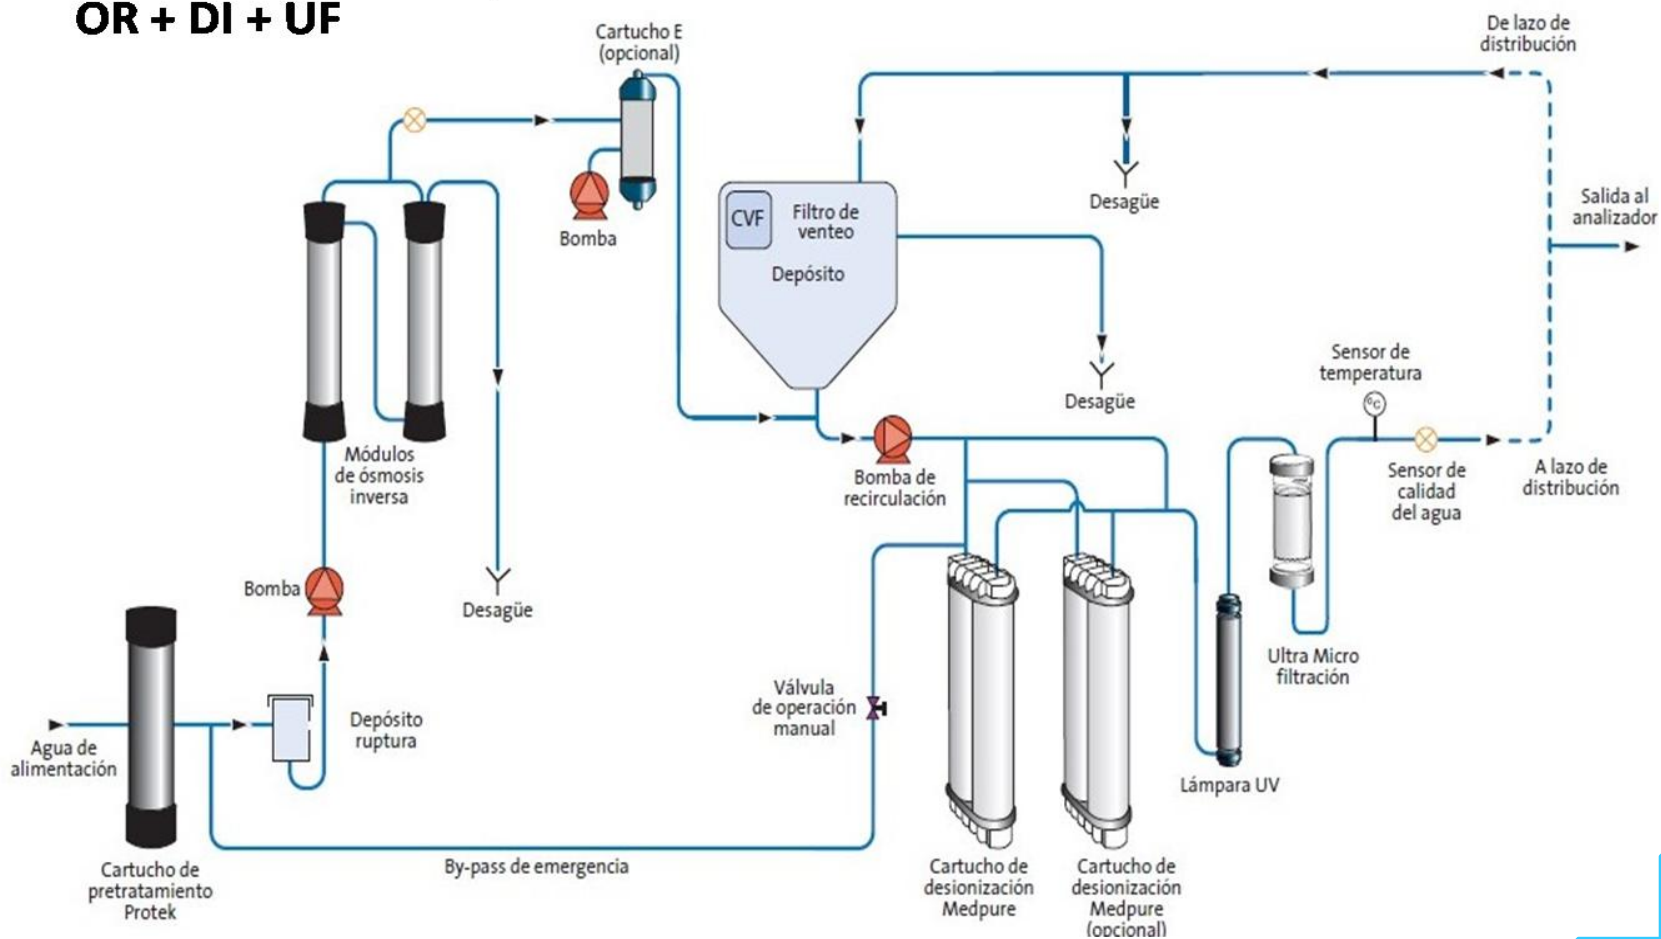 OR + DI + UF
Cartucho E
(opcional)
De lazo de
distribución
Bomba
CVF
Filtro de
venteo
Depósito
Desagüe
Salida al
analizador
Desagüe
Sensor de
temperatura
°C
Módulos
de ósmosis
inversa
Bomba de
recirculación
Sensor de
calidad
del agua
A lazo de
distribución
Bomba
Desagüe
Ultra Micro
filtración
Válvula
de operación
manual
Depósito
ruptura
Agua de
alimentación
Lámpara UV
Cartucho de
pretratamiento
Protek
By-pass de emergencia
Cartucho de
desionización
Medpure
Cartucho de
desionización
Medpure
(opcional)